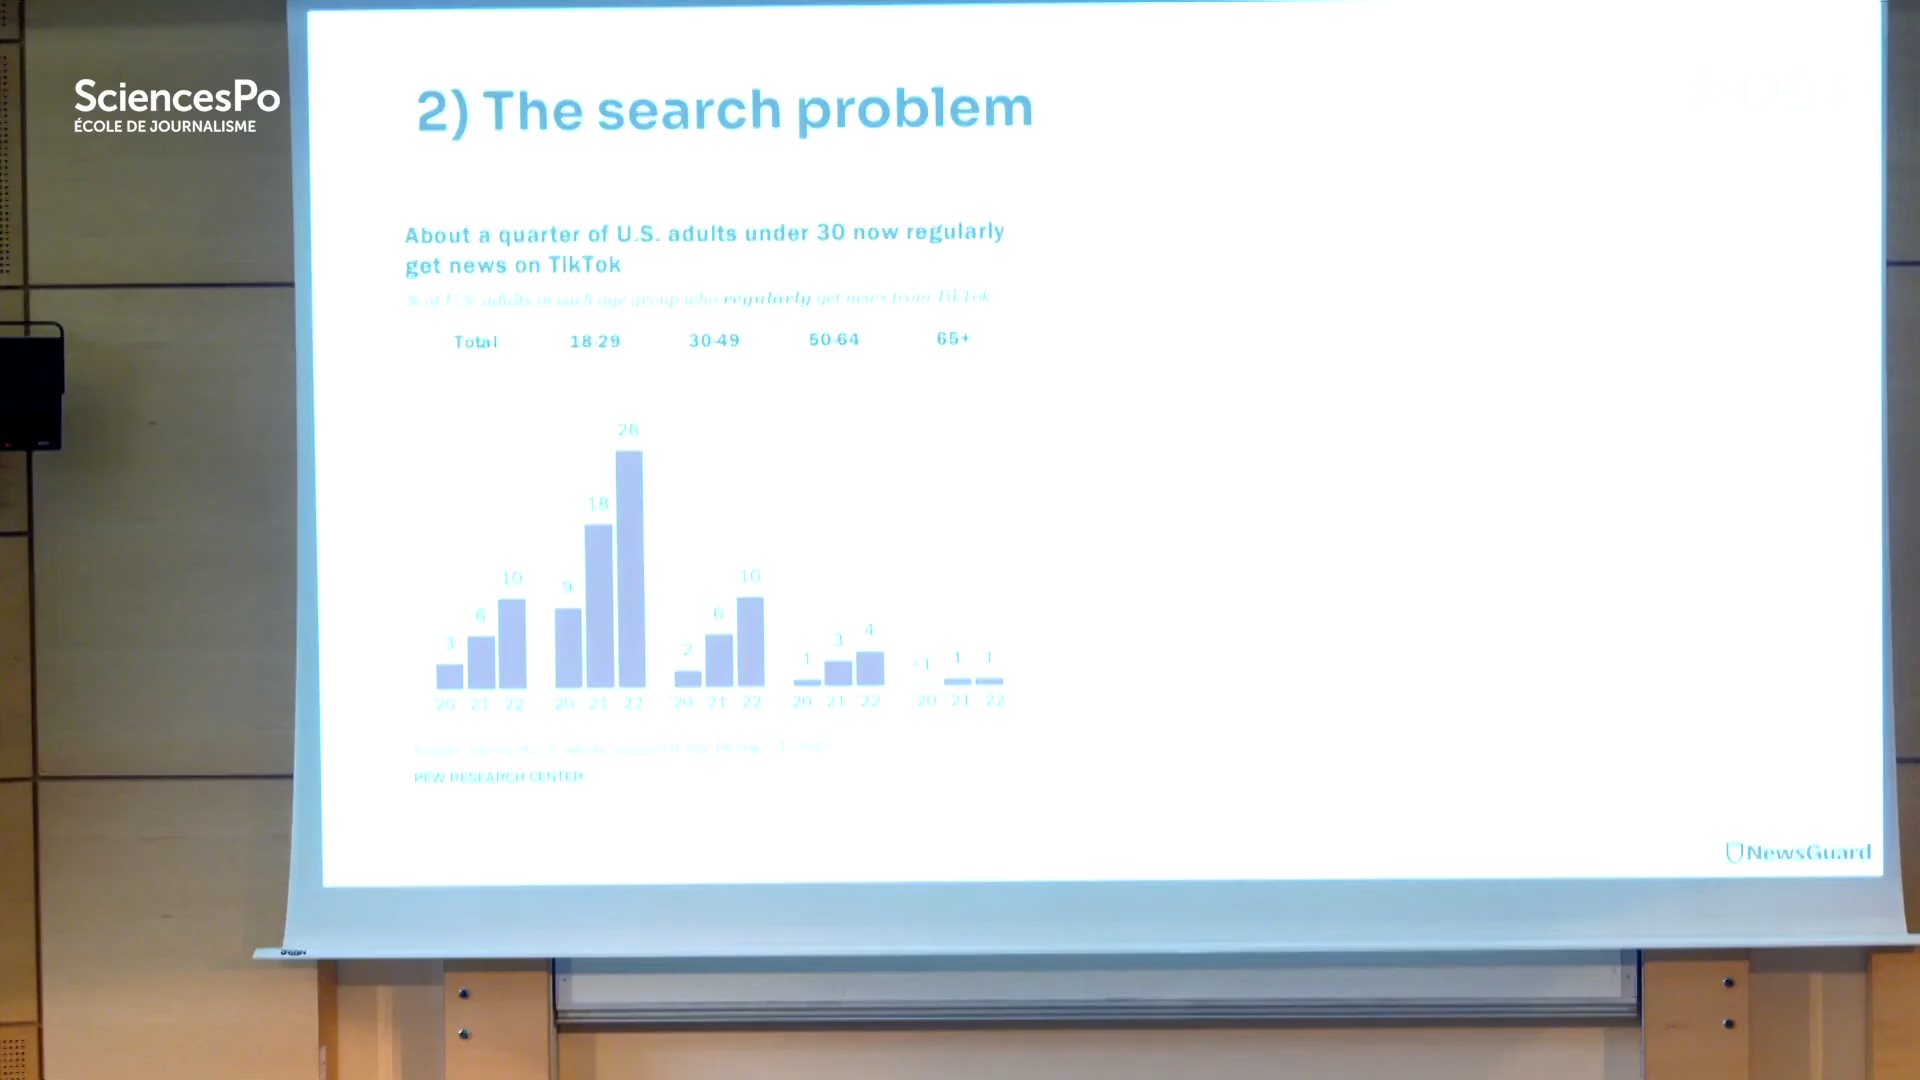 SciencesPo
ÉCOLE DE JOURNALISME
2) The search problem
About a quarter of U.S. adults under 30 now regularly
get news on TikTok
% of U.S. adults in each age group who regularly get news from TikTok
Total 18-29 30-49 50-64 65+
26
18
10 10
9
6 6
3 2 1 3 4 <1 1 1
20 21 22 20 21 22 20 21 22 20 21 22 20 21 22
PEW RESEARCH CENTER
NewsGuard